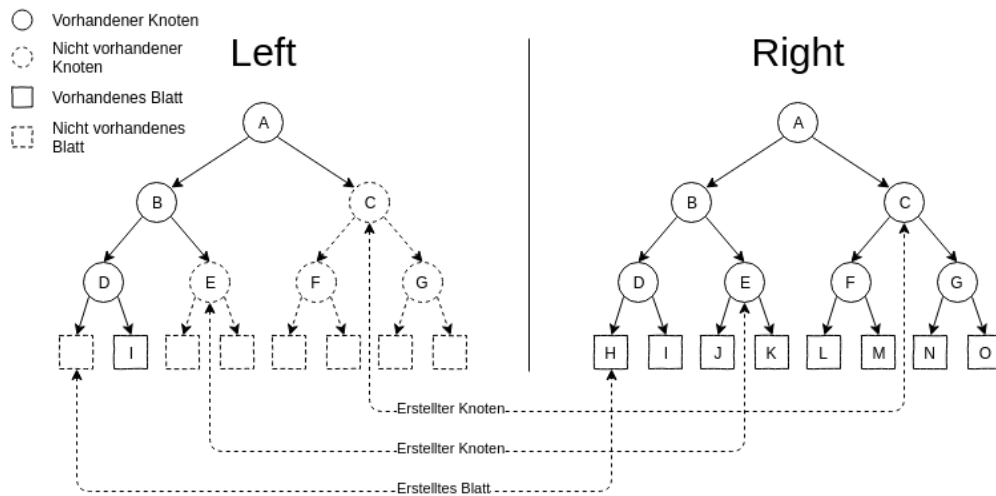 Vorhandener Knoten
Nicht vorhandener
Knoten
Vorhandenes Blatt
Nicht vorhandenes
Blatt
Left
Right
A
A
B
C
B
C
D
E
F
G
D
E
F
G
I
H
I
J
K
L
M
N
O
Erstellter Knoten
Erstellter Knoten
Erstelltes Blatt